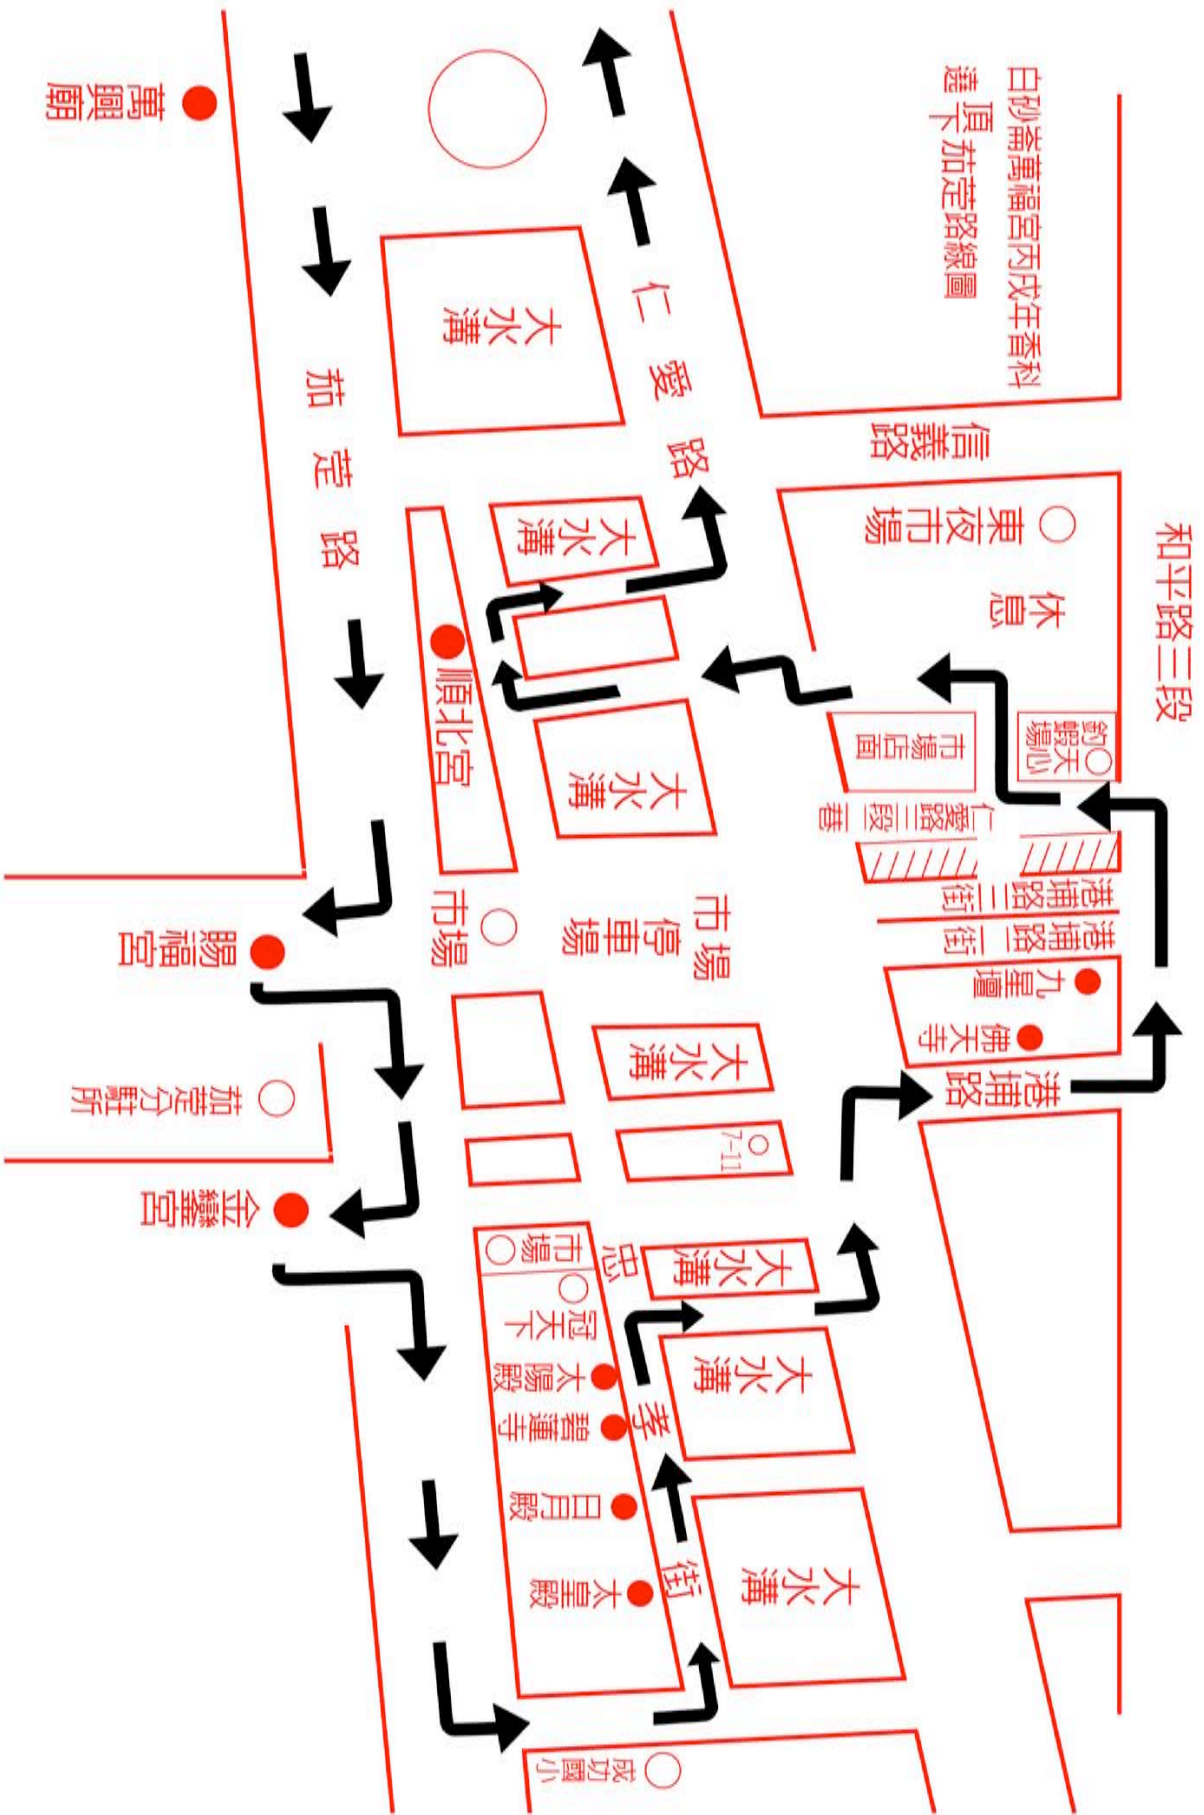 白砂崙萬福宮丙戌年香科
遶頂下茄萣路線圖
和平路三段
信義路
東夜市場
休息
釣蝦場
天心
市場店面
仁愛路三段一巷
港埔路三街
港埔路二街
九星壇
佛天寺
港埔路
仁愛路
大水溝
大水溝
大水溝
市場
停車場
大水溝
7-11
大水溝
大水溝
大水溝
忠孝街
順北宮
市場
市場
冠天下
太陽殿
碧蓮寺
日月殿
太皇殿
成功國小
茄萣路
萬興廟
賜福宮
茄萣分駐所
金鑾宮